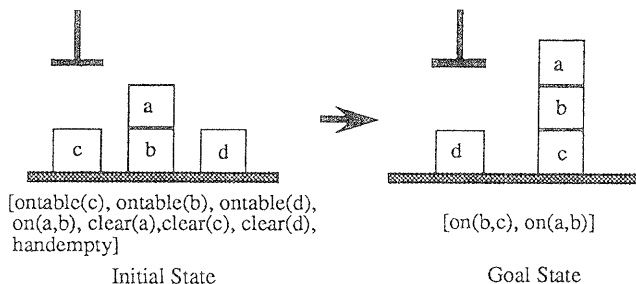 a
c b d
a
b
d c
[ontable(c), ontable(b), ontable(d),
on(a,b), clear(a),clear(c), clear(d),
handempty]
Initial State
[on(b,c), on(a,b)]
Goal State